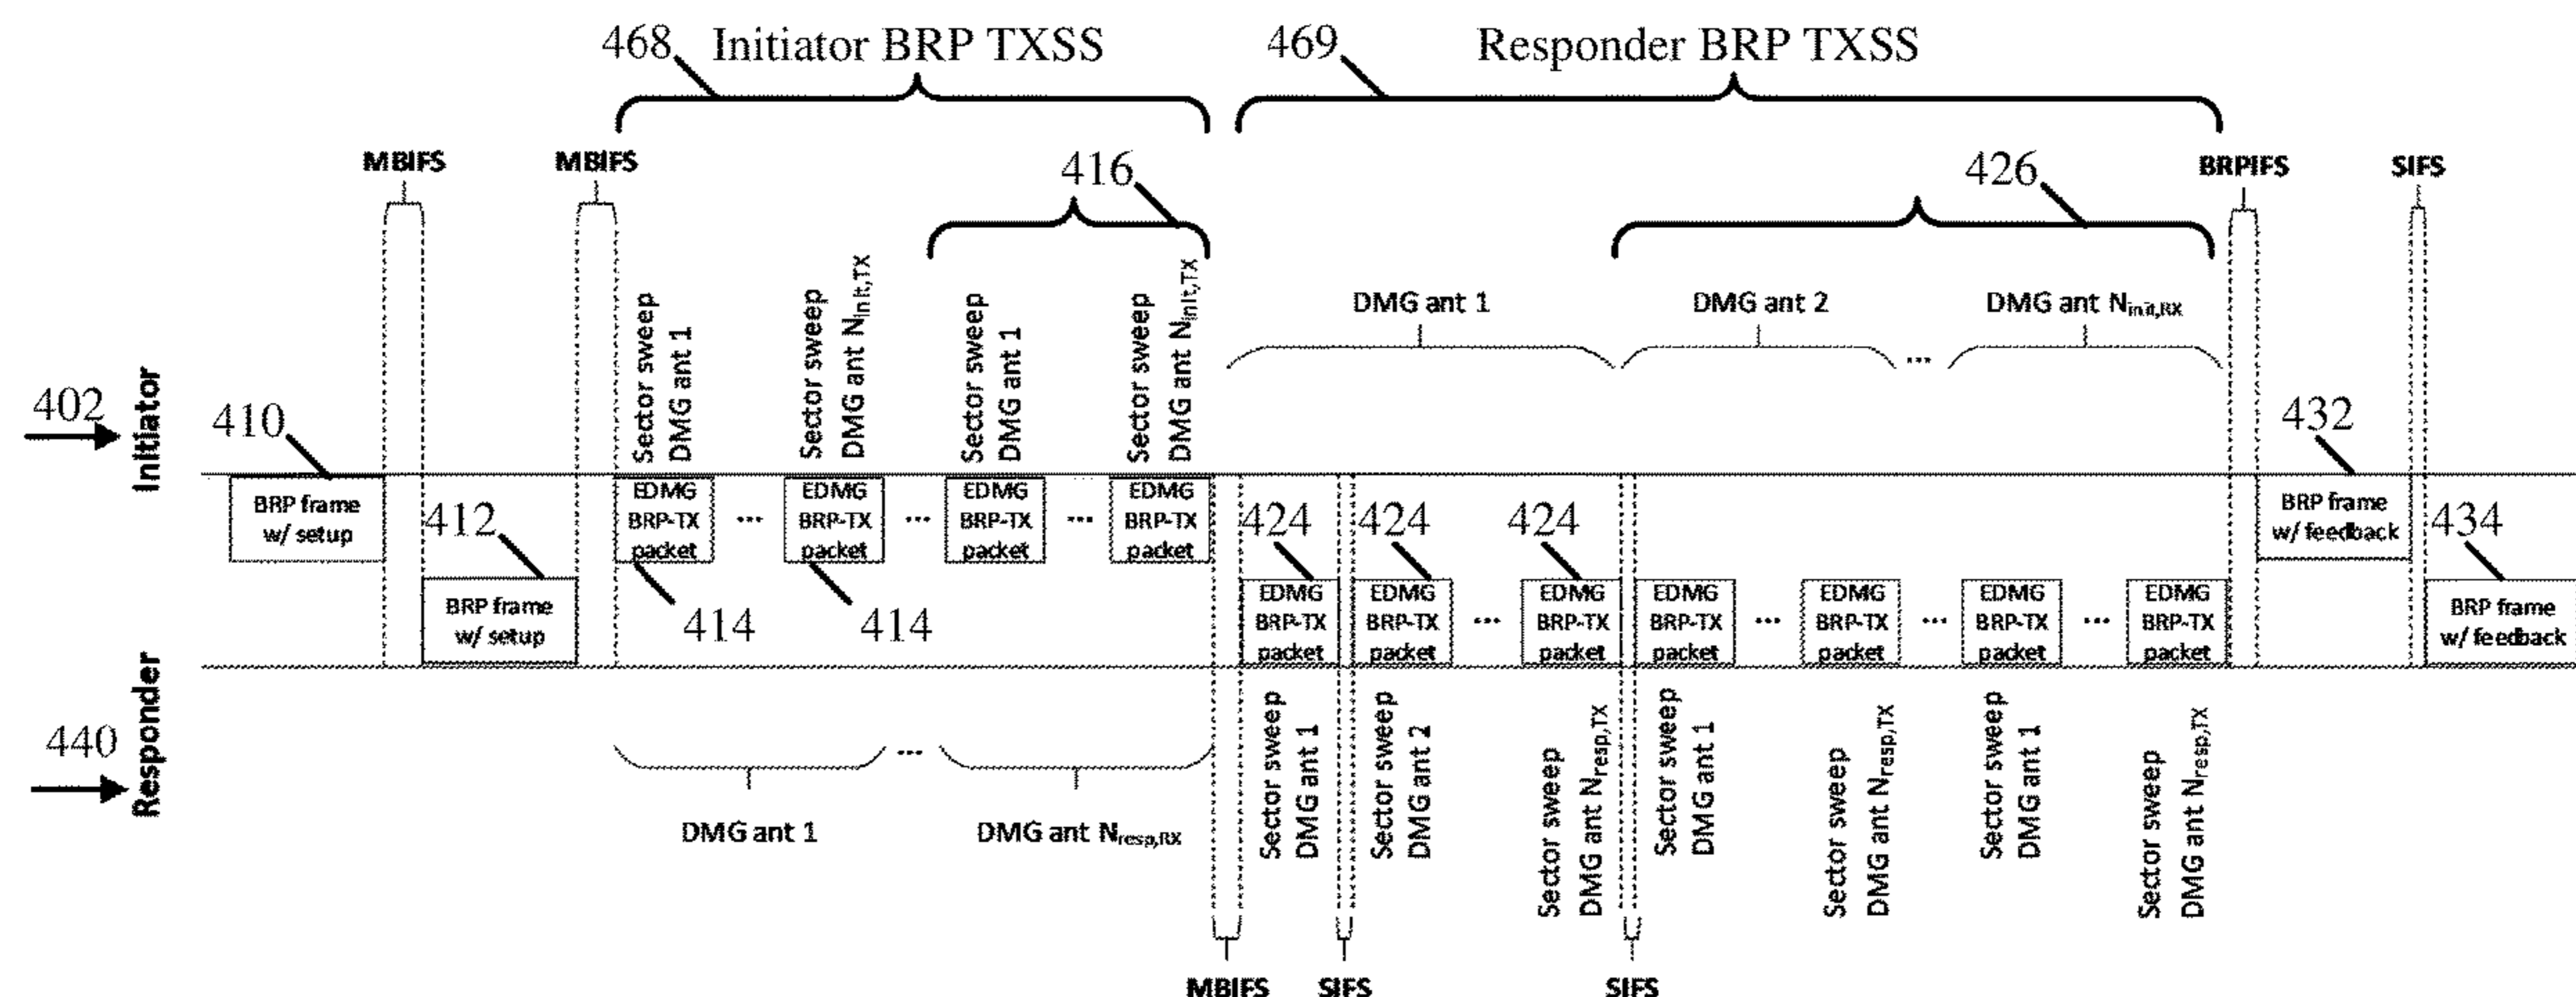 468 Initiator BRP TXSS
469 Responder BRP TXSS
MBIFS
MBIFS
416
426
BRPIFS
SIFS
Sector sweep
DMG ant 1
Sector sweep
DMG ant Ninit,TX
Sector sweep
DMG ant 1
Sector sweep
DMG ant Ninit,TX
DMG ant 1
DMG ant 2
...
DMG ant Ninit,RX
402
Initiator
410
BRP frame
w/ setup
412
BRP frame
w/ setup
EDMG
BRP-TX
packet
...
EDMG
BRP-TX
packet
...
EDMG
BRP-TX
packet
...
EDMG
BRP-TX
packet
414
414
432
BRP frame
w/ feedback
434
BRP frame
w/ feedback
424
424
424
EDMG
BRP-TX
packet
EDMG
BRP-TX
packet
...
EDMG
BRP-TX
packet
EDMG
BRP-TX
packet
...
EDMG
BRP-TX
packet
...
EDMG
BRP-TX
packet
...
EDMG
BRP-TX
packet
440
Responder
DMG ant 1
...
DMG ant Nresp,RX
Sector sweep
DMG ant 1
Sector sweep
DMG ant 2
Sector sweep
DMG ant Nresp,TX
Sector sweep
DMG ant 1
Sector sweep
DMG ant Nresp,TX
Sector sweep
DMG ant 1
Sector sweep
DMG ant Nresp,TX
MBIFS
SIFS
SIFS